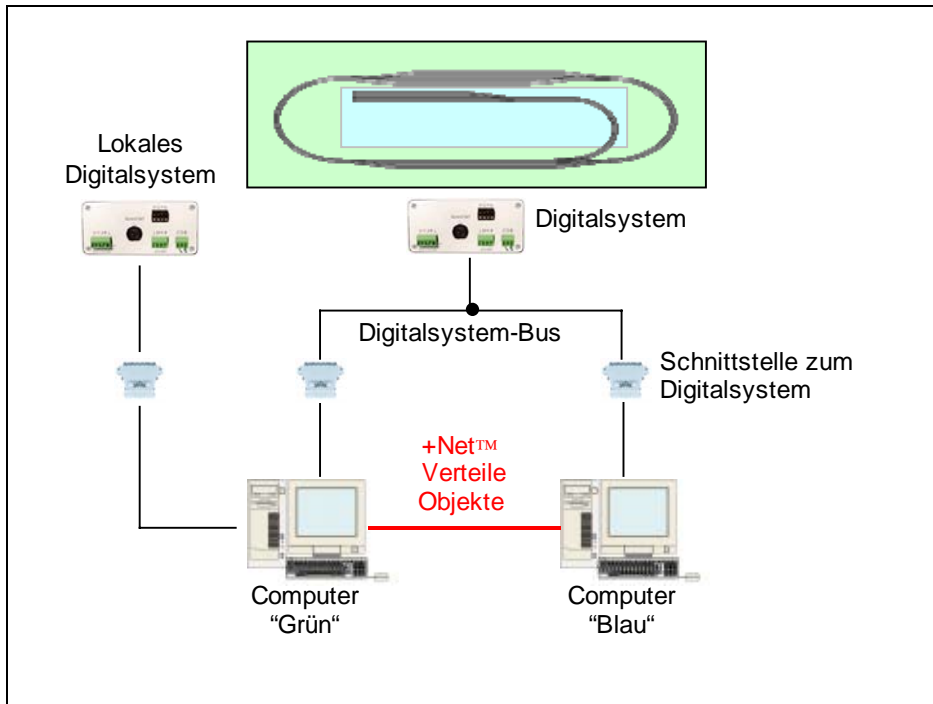 Lokales
Digitalsystem
Digitalsystem
Digitalsystem-Bus
Schnittstelle zum
Digitalsystem
+Net™
Verteile
Objekte
Computer
“Grün“
Computer
“Blau“